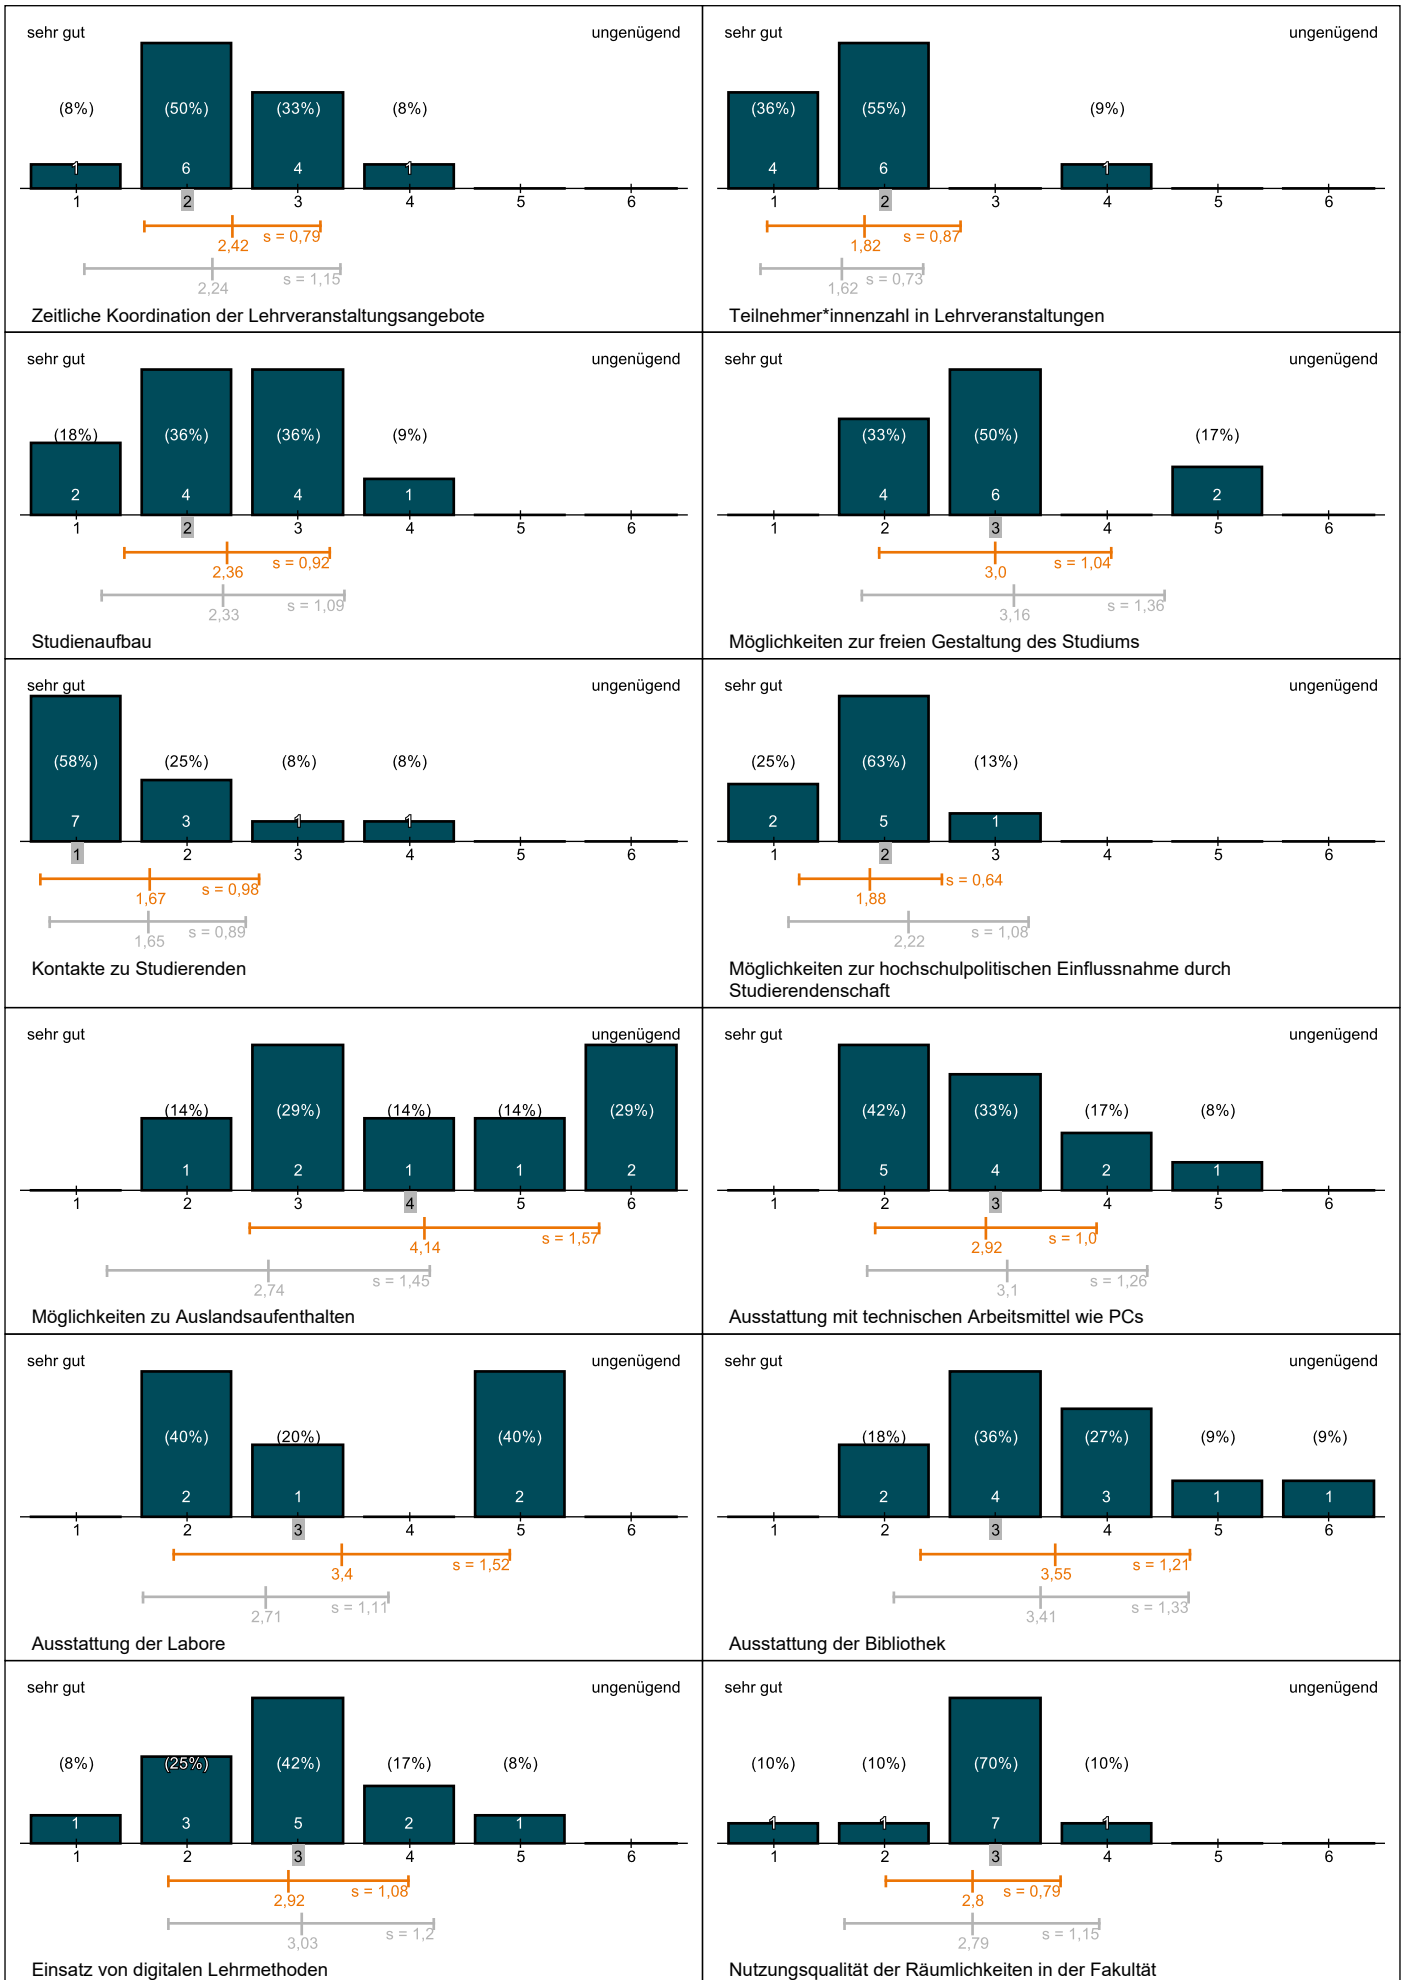 sehr gut ungenügend
(8%) (50%) (33%) (8%)
1 6 4 1
1 2 3 4 5 6
2,42 s = 0,79
2,24 s = 1,15
Zeitliche Koordination der Lehrveranstaltungsangebote
sehr gut ungenügend
(36%) (55%) (9%)
4 6 1
1 2 3 4 5 6
1,82 s = 0,87
1,62 s = 0,73
Teilnehmer*innenzahl in Lehrveranstaltungen
sehr gut ungenügend
(18%) (36%) (36%) (9%)
2 4 4 1
1 2 3 4 5 6
2,36 s = 0,92
2,33 s = 1,09
Studienaufbau
sehr gut ungenügend
(33%) (50%) (17%)
4 6 2
1 2 3 4 5 6
3,0 s = 1,04
3,16 s = 1,36
Möglichkeiten zur freien Gestaltung des Studiums
sehr gut ungenügend
(58%) (25%) (8%) (8%)
7 3 1 1
1 2 3 4 5 6
1,67 s = 0,98
1,65 s = 0,89
Kontakte zu Studierenden
sehr gut ungenügend
(25%) (63%) (13%)
2 5 1
1 2 3 4 5 6
1,88 s = 0,64
2,22 s = 1,08
Möglichkeiten zur hochschulpolitischen Einflussnahme durch
Studierendenschaft
sehr gut ungenügend
(14%) (29%) (14%) (14%) (29%)
1 2 1 1 2
1 2 3 4 5 6
4,14 s = 1,57
2,74 s = 1,45
Möglichkeiten zu Auslandsaufenthalten
sehr gut ungenügend
(42%) (33%) (17%) (8%)
5 4 2 1
1 2 3 4 5 6
2,92 s = 1,0
3,1 s = 1,26
Ausstattung mit technischen Arbeitsmittel wie PCs
sehr gut ungenügend
(40%) (20%) (40%)
2 1 2
1 2 3 4 5 6
3,4 s = 1,52
2,71 s = 1,11
Ausstattung der Labore
sehr gut ungenügend
(18%) (36%) (27%) (9%) (9%)
2 4 3 1 1
1 2 3 4 5 6
3,55 s = 1,21
3,41 s = 1,33
Ausstattung der Bibliothek
sehr gut ungenügend
(8%) (25%) (42%) (17%) (8%)
1 3 5 2 1
1 2 3 4 5 6
2,92 s = 1,08
3,03 s = 1,2
Einsatz von digitalen Lehrmethoden
sehr gut ungenügend
(10%) (10%) (70%) (10%)
1 1 7 1
1 2 3 4 5 6
2,8 s = 0,79
2,79 s = 1,15
Nutzungsqualität der Räumlichkeiten in der Fakultät